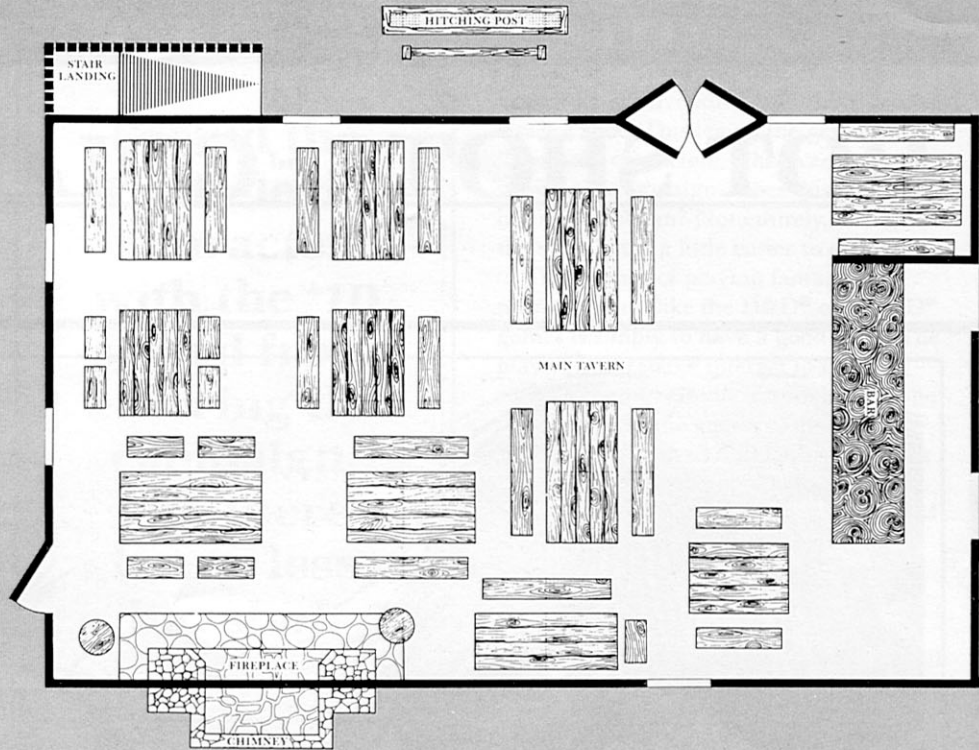 HITCHING POST
STAIR
LANDING
MAIN TAVERN
BAR
FIREPLACE
CHIMNEY